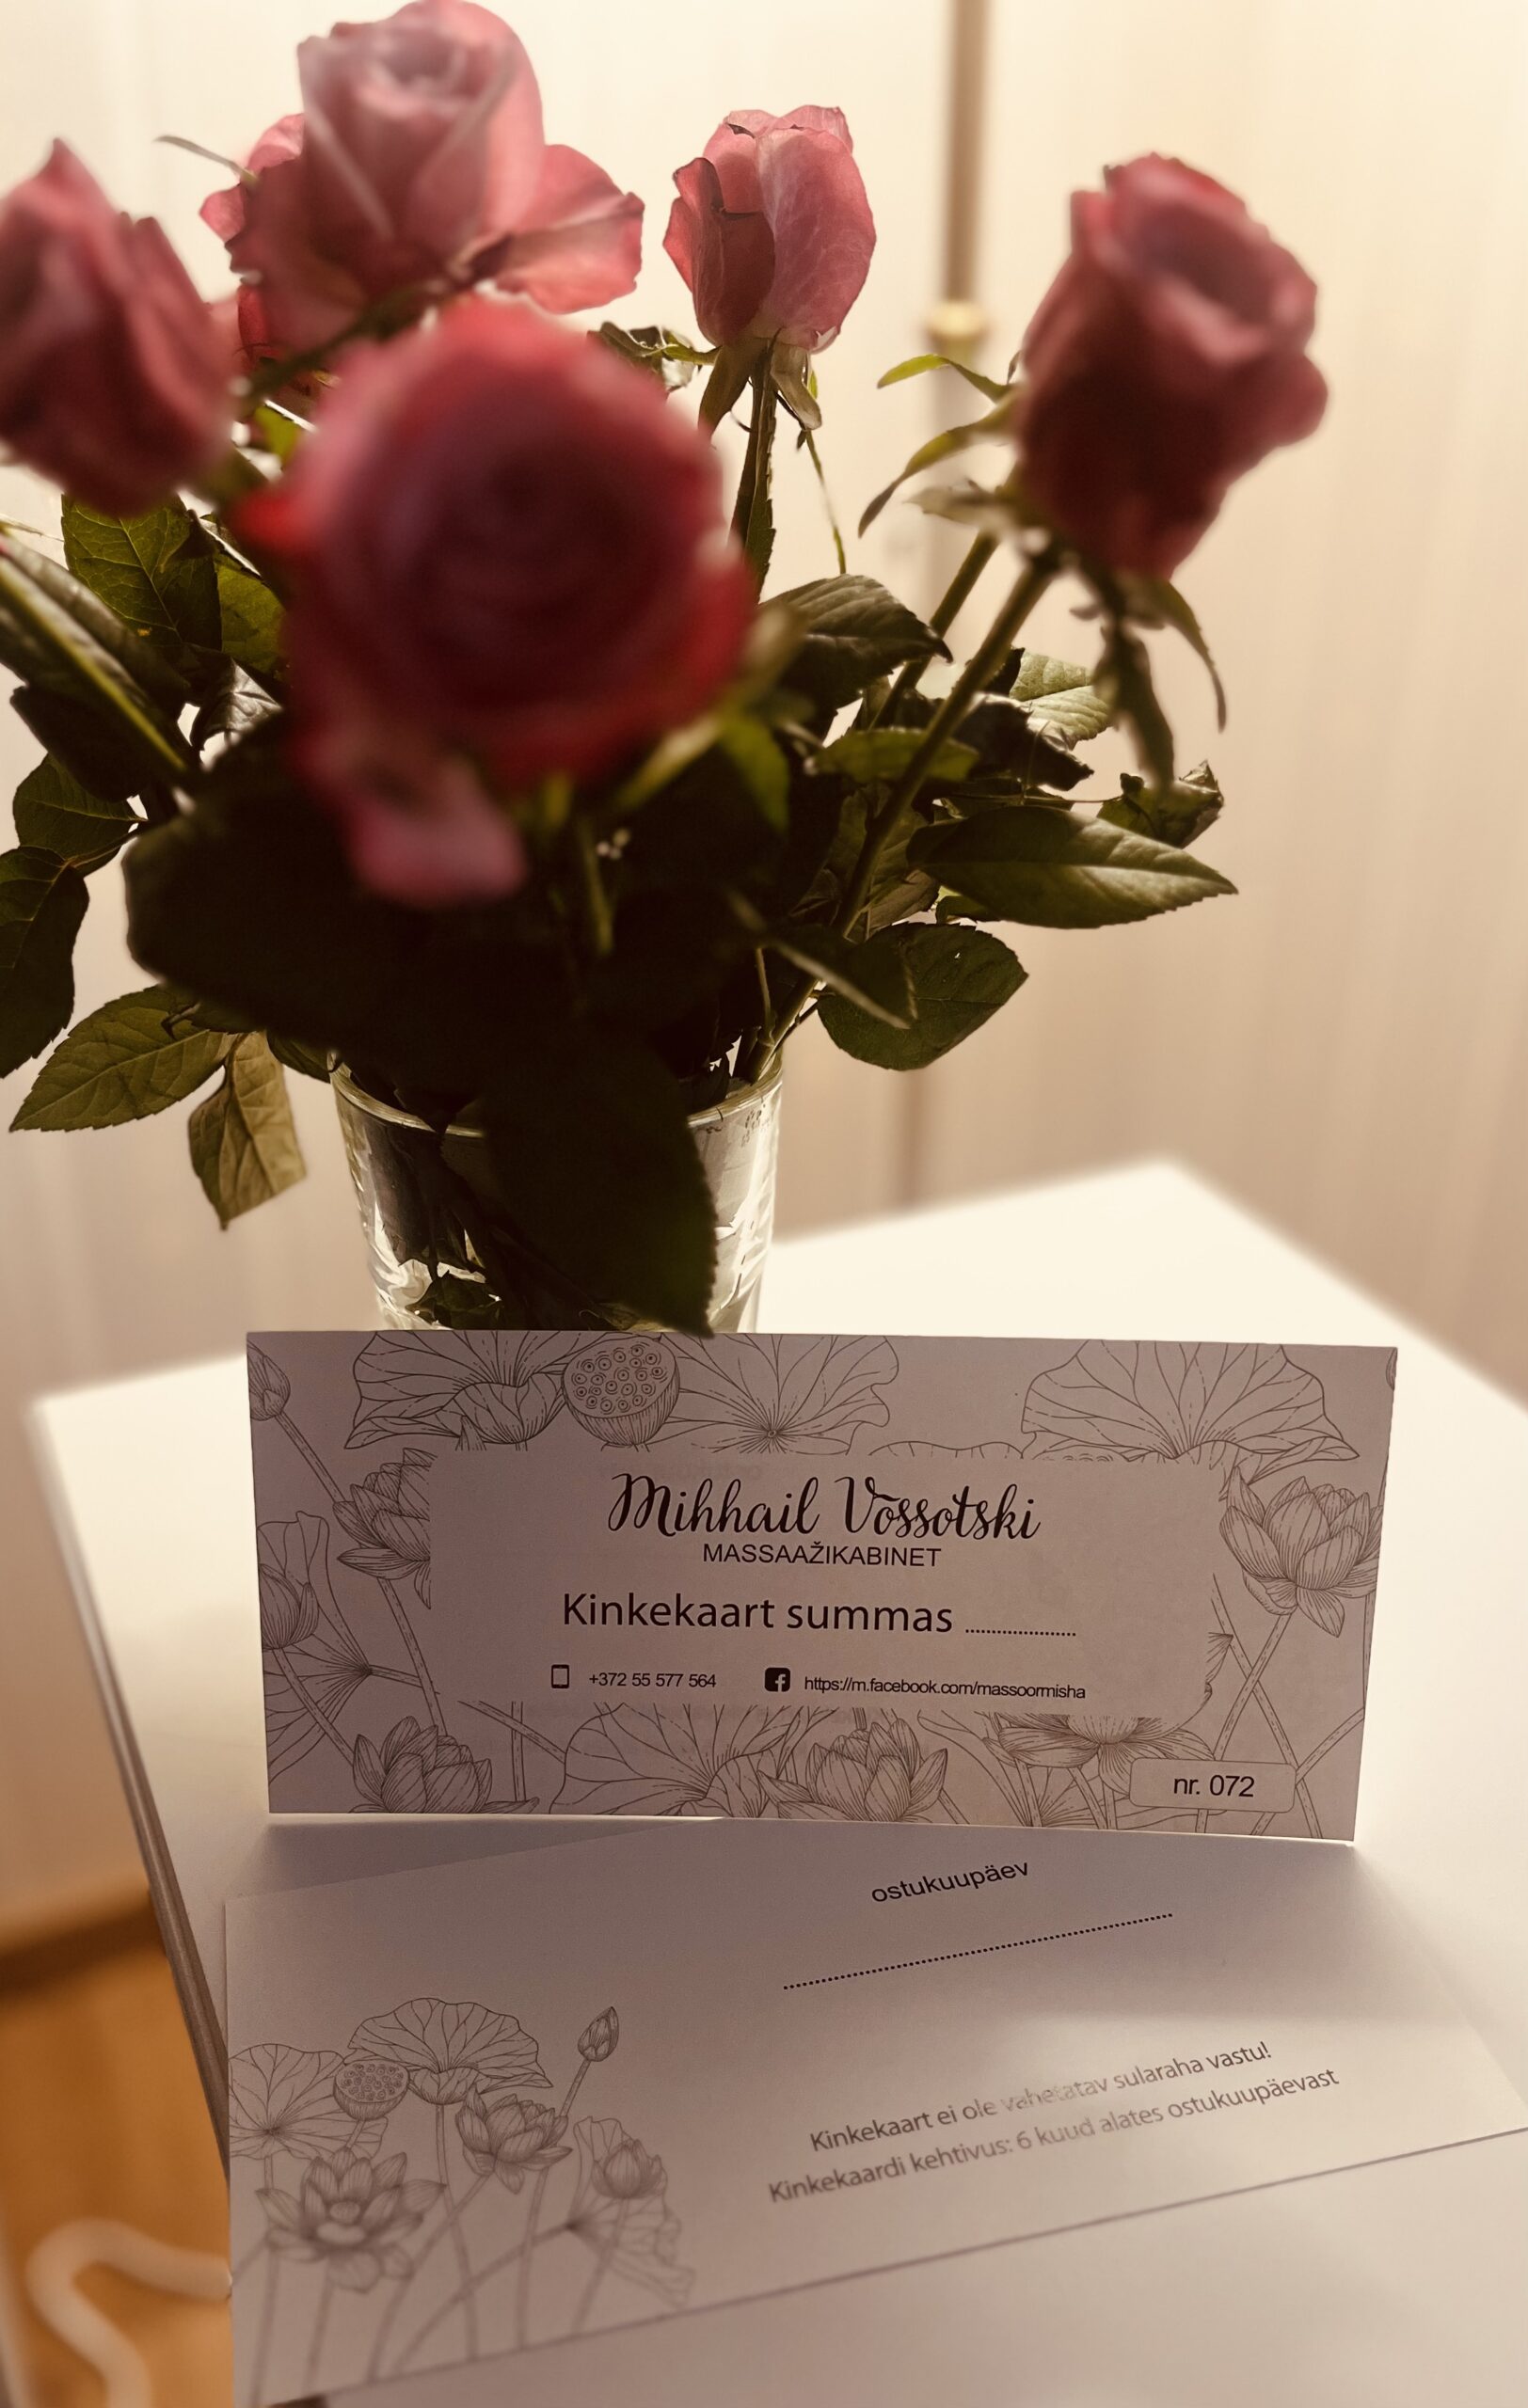 Mihhail Vossotski
MASSAAŽIKABINET
Kinkekaart summas ......................
+372 55 577 564
https://m.facebook.com/massoormisha
nr. 072
ostukuupäev
Kinkekaart ei ole vahetatav sularaha vastu!
Kinkekaardi kehtivus: 6 kuud alates ostukuupäevast